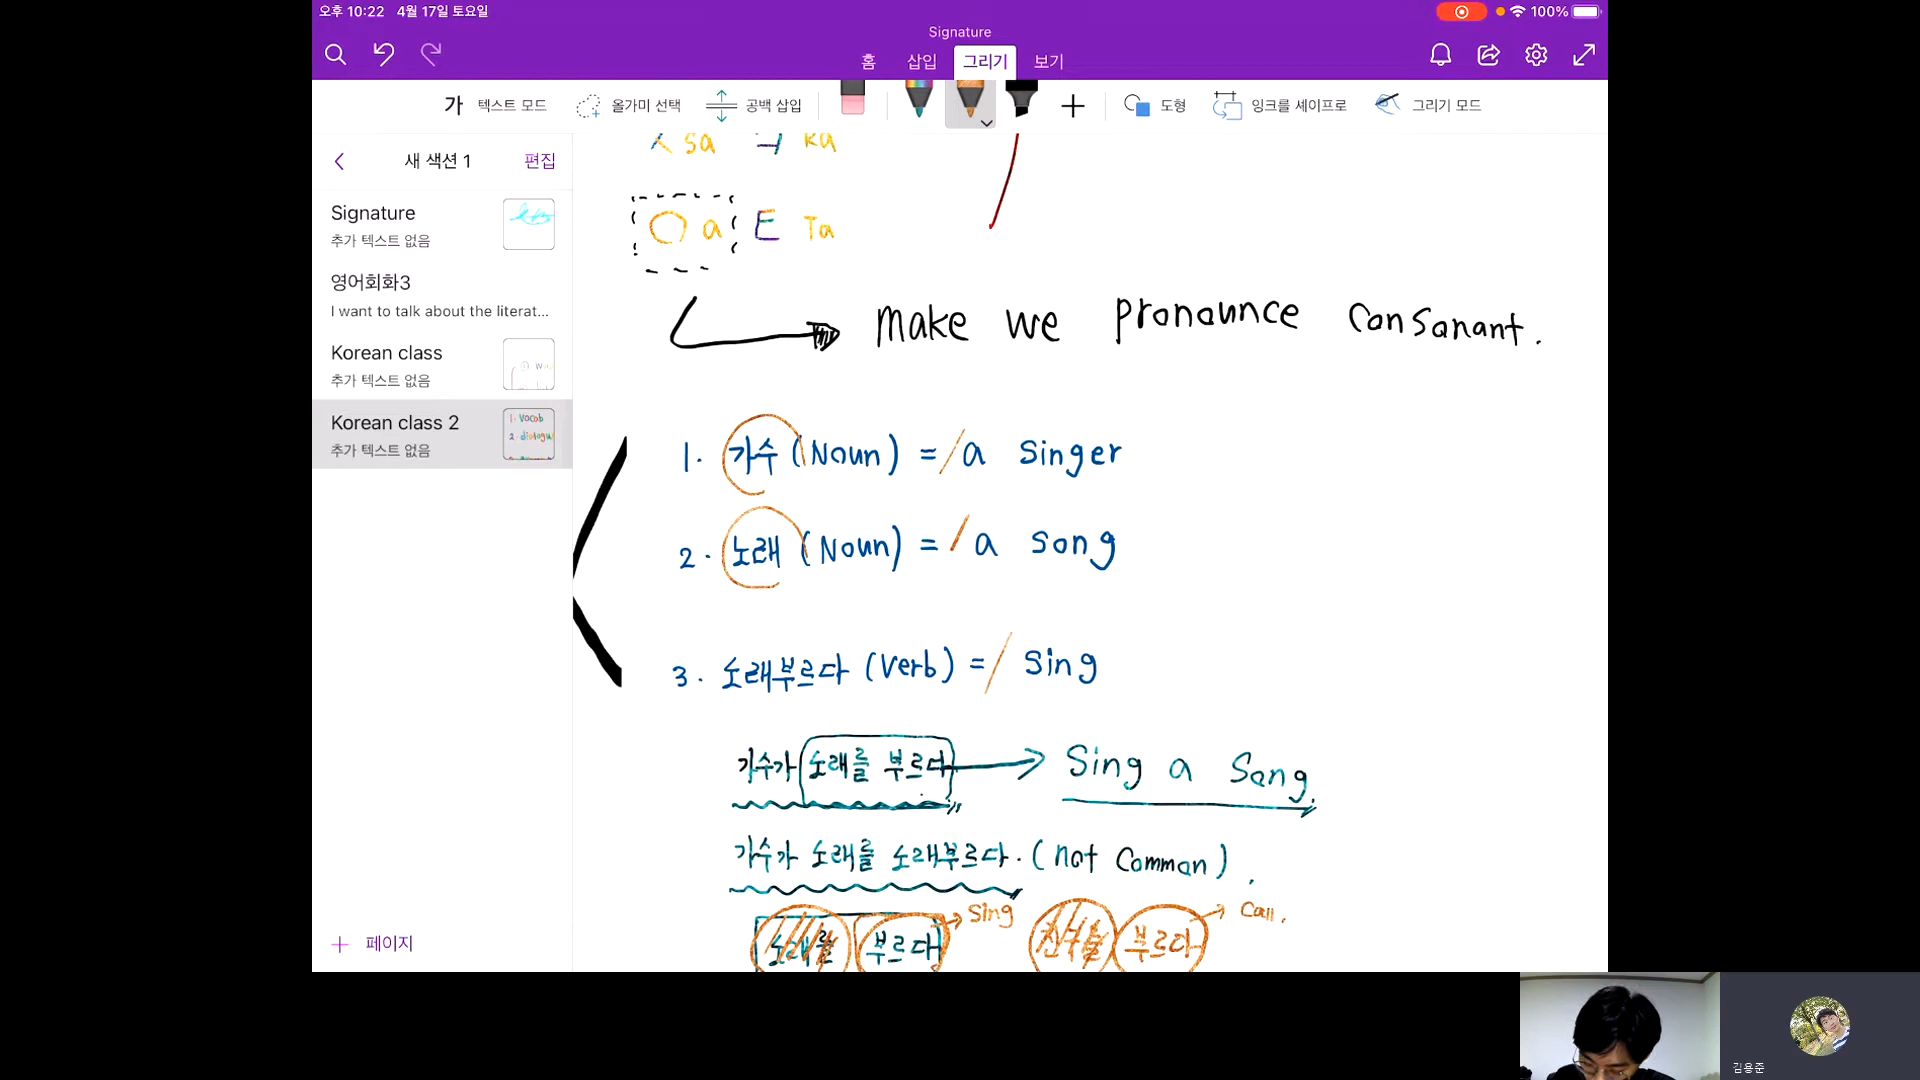 오후 10:22 4월 17일 토요일
100%
Signature
홈 삽입 그리기 보기
가 텍스트 모드 올가미 선택 공백 삽입 도형 잉크를 셰이프로 그리기 모드
새 섹션 1 편집
Signature
추가 텍스트 없음
영어회화3
I want to talk about the literat...
Korean class
추가 텍스트 없음
Korean class 2
추가 텍스트 없음
1. Vocab
페이지
ㅅ sa ㅋ ka
O a E Ta
make we pronounce consonant.
1. 가수 (Noun) = a singer
2. 노래 (Noun) = a song
3. 노래부르다 (Verb) = Sing
가수가 노래를 부르다 Sing a Song.
가수가 노래를 노래부르다. (not common).
노래를 부르다 Sing 친구를 부르다 Call.
김용준